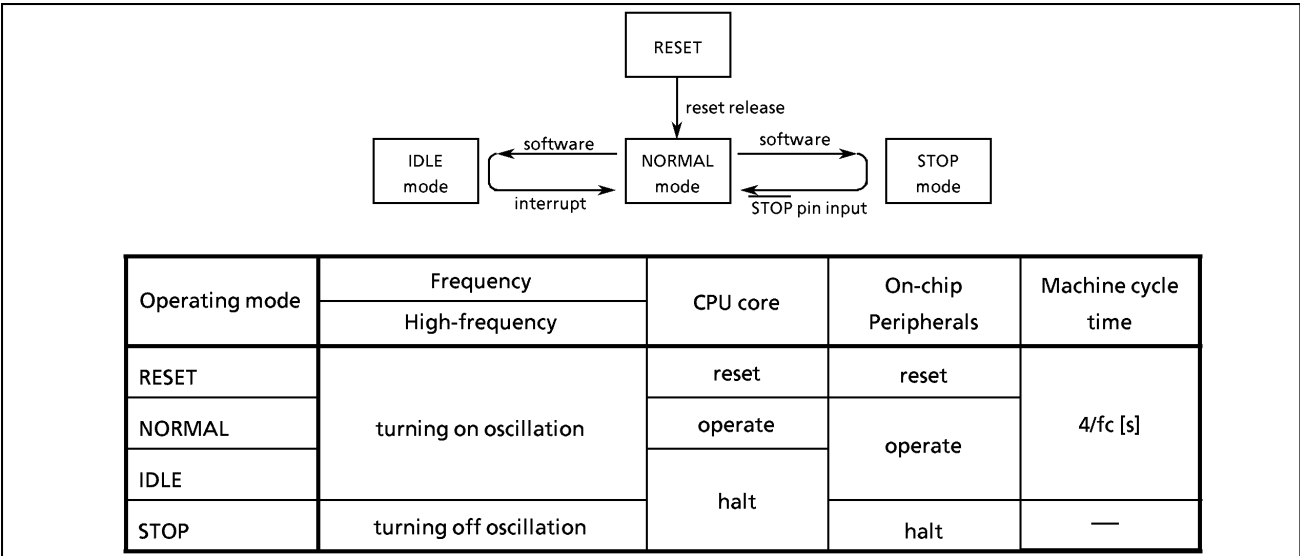 RESET
reset release
software
software
IDLE
mode
NORMAL
mode
STOP
mode
interrupt
STOP pin input
Operating mode
Frequency
High-frequency
CPU core
On-chip
Peripherals
Machine cycle
time
RESET
turning on oscillation
reset
reset
4/fc [s]
NORMAL
operate
operate
IDLE
halt
STOP
turning off oscillation
halt
—